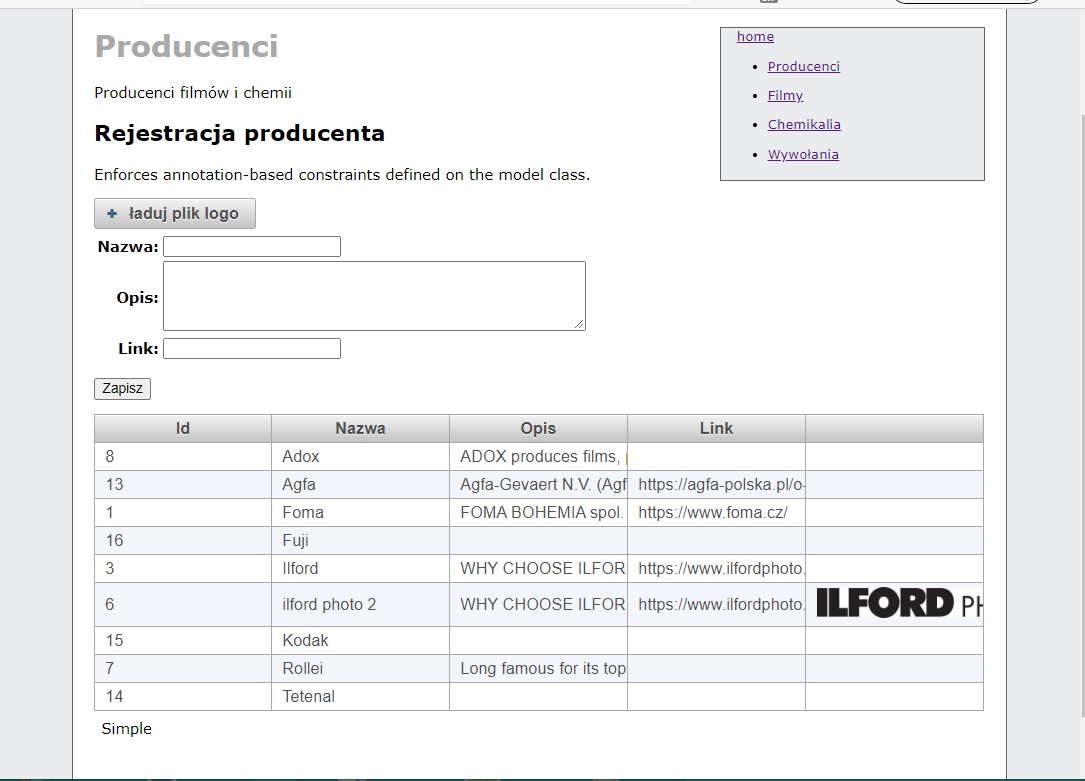 Producenci
Producenci filmów i chemii
Rejestracja producenta
Enforces annotation-based constraints defined on the model class.
home
Producenci
Filmy
Chemikalia
Wywołania
ładuj plik logo
Nazwa:
Opis:
Link:
Zapisz
Id Nazwa Opis Link
8 Adox ADOX produces films,
13 Agfa Agfa-Gevaert N.V. (Agf https://agfa-polska.pl/o-
1 Foma FOMA BOHEMIA spol. https://www.foma.cz/
16 Fuji
3 Ilford WHY CHOOSE ILFOR https://www.ilfordphoto.
6 ilford photo 2 WHY CHOOSE ILFOR https://www.ilfordphoto. ILFORD PH
15 Kodak
7 Rollei Long famous for its top
14 Tetenal
Simple